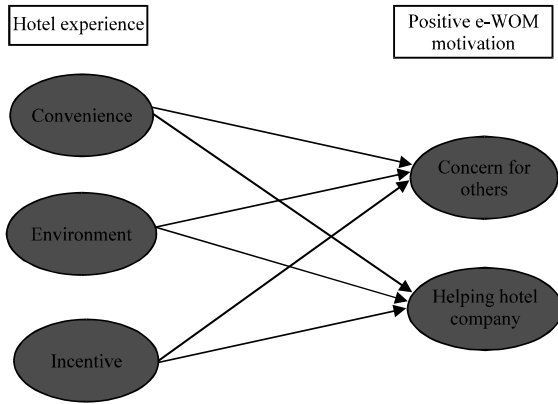 Hotel experience
Positive e-WOM
motivation
Convenience
Concern for
others
Environment
Helping hotel
company
Incentive